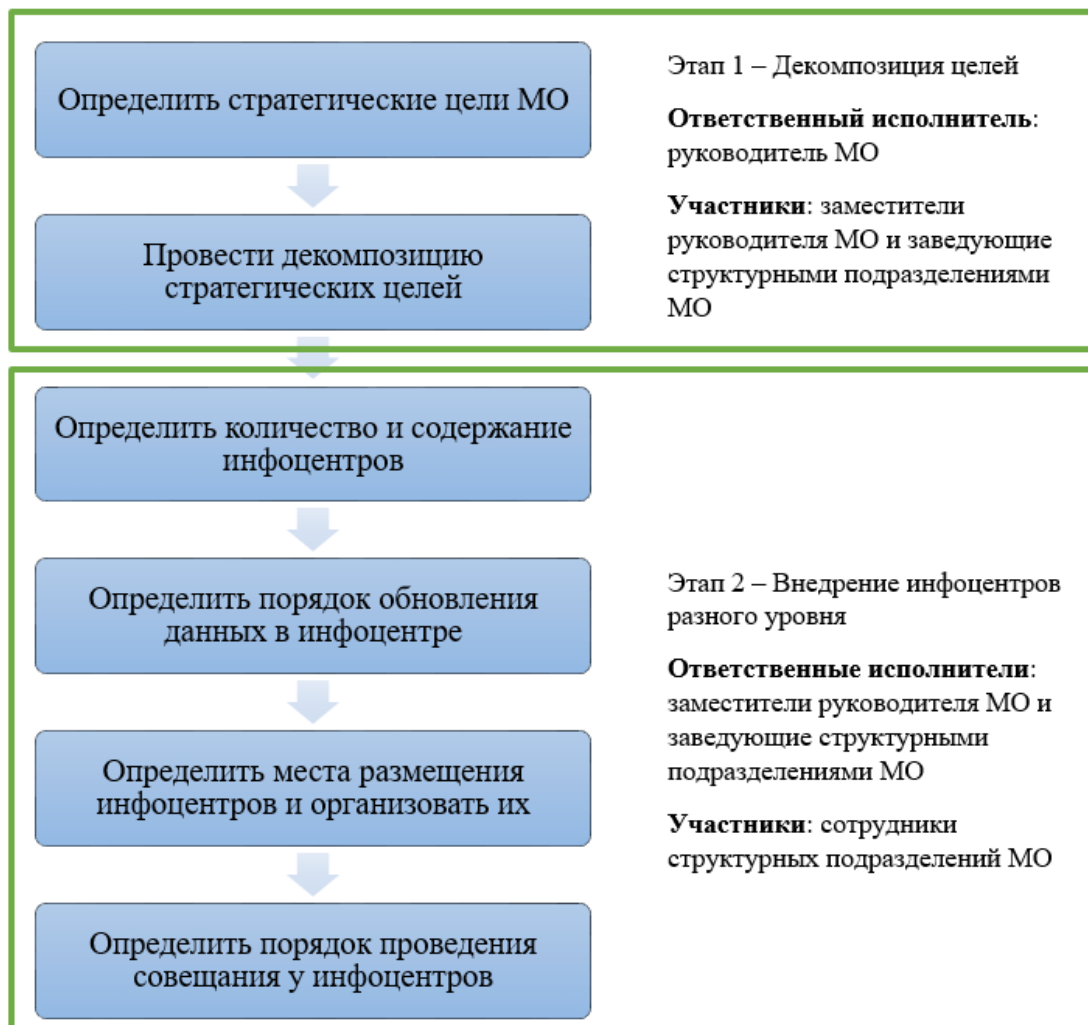 Определить стратегические цели МО
Этап 1 – Декомпозиция целей
Ответственный исполнитель:
руководитель МО
Участники: заместители
руководителя МО и заведующие
структурными подразделениями
МО
Провести декомпозицию
стратегических целей
Определить количество и содержание
инфоцентров
Определить порядок обновления
данных в инфоцентре
Определить места размещения
инфоцентров и организовать их
Определить порядок проведения
совещания у инфоцентров
Этап 2 – Внедрение инфоцентров
разного уровня
Ответственные исполнители:
заместители руководителя МО и
заведующие структурными
подразделениями МО
Участники: сотрудники
структурных подразделений МО